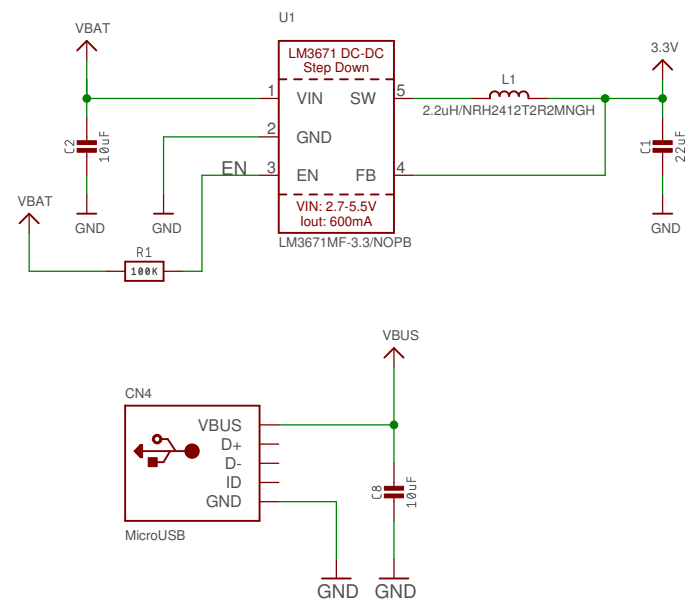 U1
VBAT
LM3671 DC-DC
Step Down
3.3V
L1
1 VIN SW 5
2.2uH/NRH2412T2R2MNGH
2 GND
C2 10uF
C1 22uF
EN 3 EN FB 4
VBAT
VIN: 2.7-5.5V
Iout: 600mA
GND
GND
GND
LM3671MF-3.3/NOPB
R1
100K
VBUS
CN4
VBUS
D+
D-
ID
GND
C8 10uF
MicroUSB
GND
GND